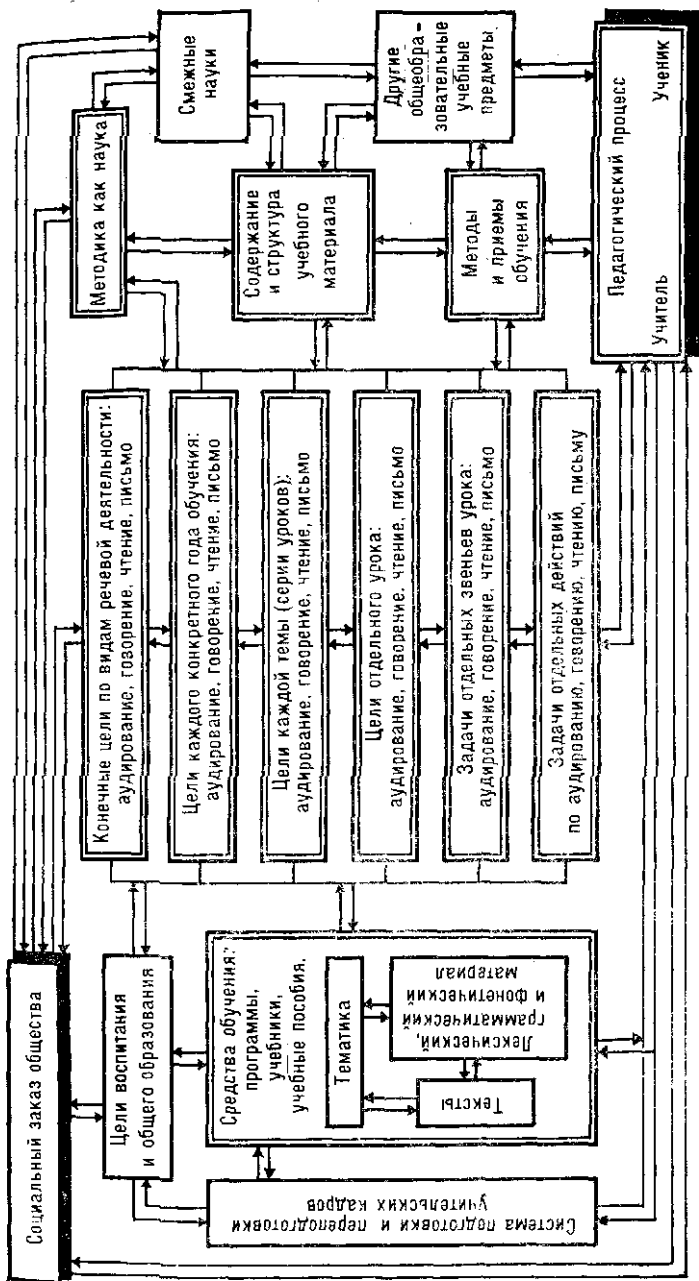 Социальный заказ общества
Цели воспитания
и общего образования
Система подготовки и переподготовки
учительских кадров
Средства обучения:
программы,
учебники,
учебные пособия.
Тематика
Тексты
Лексический,
грамматический
и фонетический
материал
Конечные цели по видам речевой деятельности:
аудирование, говорение, чтение, письмо
Цели каждого конкретного года обучения:
аудирование, говорение, чтение, письмо
Цели каждой темы (серии уроков):
аудирование, говорение, чтение, письмо
Цели отдельного урока:
аудирование, говорение, чтение, письмо
Задачи отдельных звеньев урока:
аудирование, говорение, чтение, письмо
Задачи отдельных действий
по аудированию, говорению, чтению, письму
Методика как наука
Смежные
науки
Содержание
и структура
учебного
материала
Другие
общеобра-
зовательные
учебные
предметы
Методы
и приемы
обучения
Педагогический процесс
Учитель Ученик